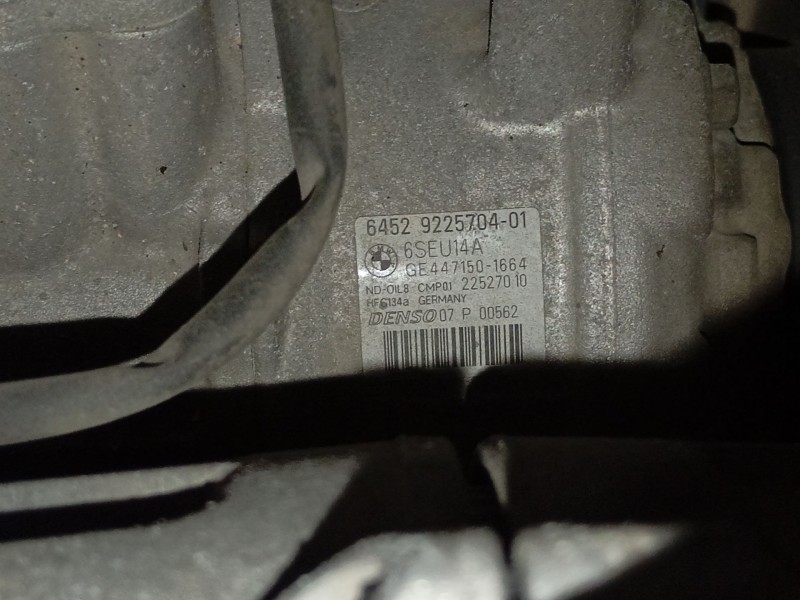 6452 9225704-01
6SEU14A
GE447150-1664
ND-OIL8 CMP01 22527010
HFC134a GERMANY
DENSO 07 P 00562